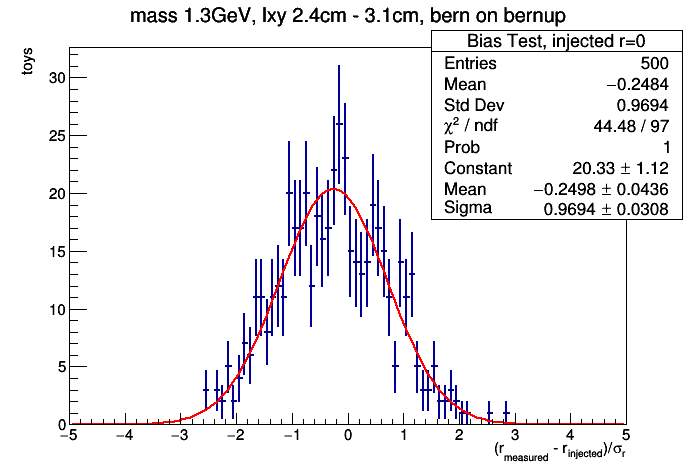 mass 1.3GeV, lxy 2.4cm - 3.1cm, bern on bernup
Bias Test, injected r=0
Entries 500
Mean −0.2484
Std Dev 0.9694
χ² / ndf 44.48 / 97
Prob 1
Constant 20.33 ± 1.12
Mean −0.2498 ± 0.0436
Sigma 0.9694 ± 0.0308
toys
30
25
20
15
10
5
0
−5 −4 −3 −2 −1 0 1 2 3 4 5
(r_measured - r_injected)/σ_r